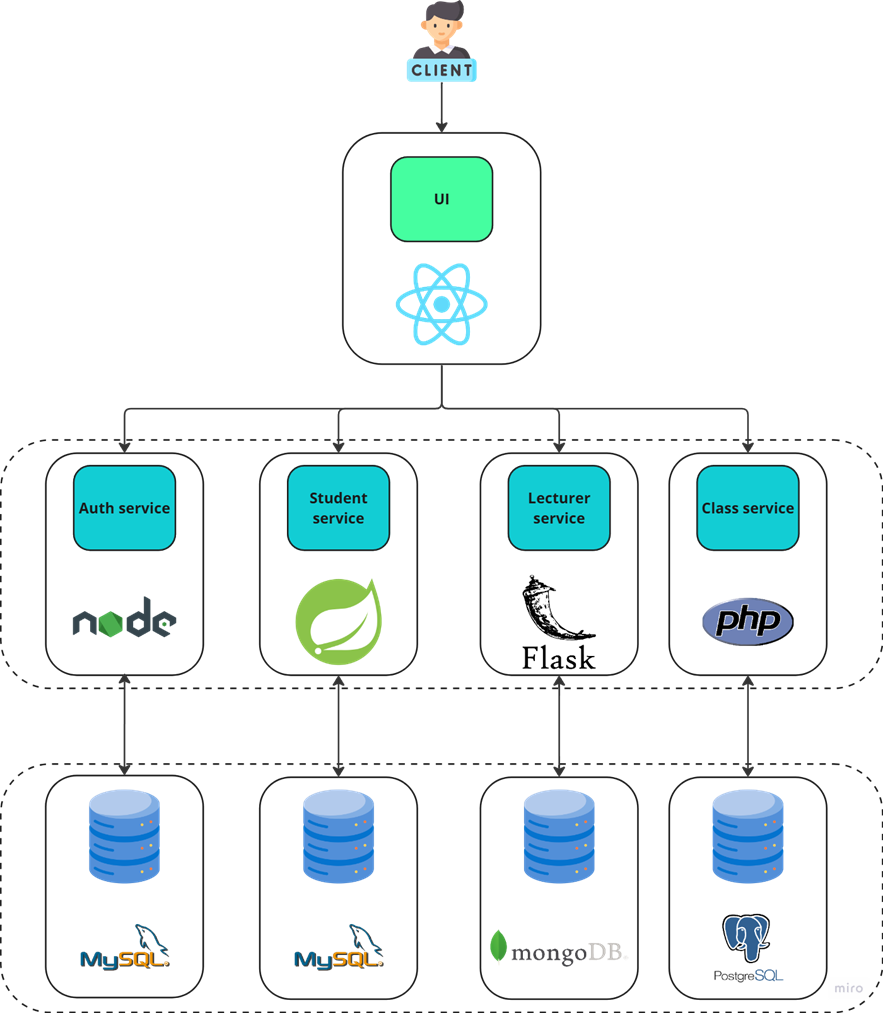 CLIENT
UI
Auth service
Student
service
Lecturer
service
Class service
node
Flask
php
MySQL®
MySQL®
mongoDB®
PostgreSQL
miro